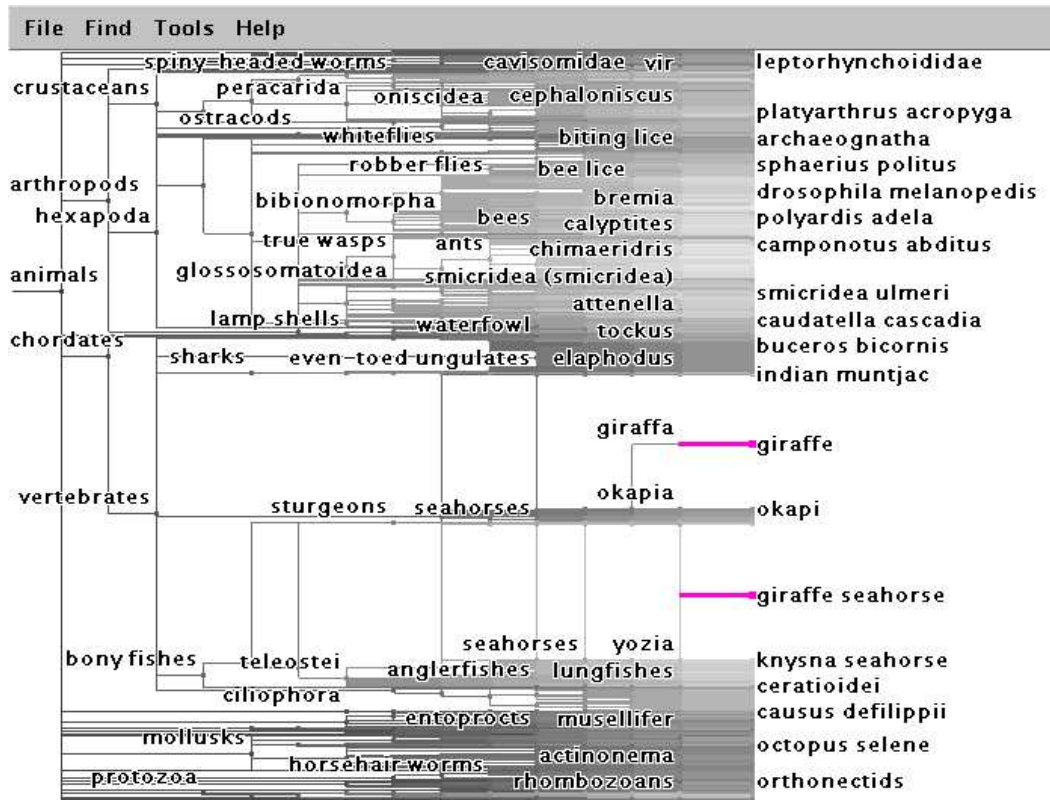 File Find Tools Help
spiny-headed worms cavisomidae vir leptorhynchoididae
crustaceans peracarida oniscidea cephaloniscus
ostracods platyarthrus acropyga
whiteflies biting lice archaeognatha
robber flies bee lice sphaerius politus
arthropods bibionomorpha bremia drosophila melanopedis
hexapoda bees calyptites polyardis adela
true wasps ants chimaeridris camponotus abditus
animals glossosomatoidea smicridea (smicridea)
attenella smicridea ulmeri
lamp shells waterfowl tockus caudatella cascadia
chordates buceros bicornis
sharks even-toed ungulates elaphodus indian muntjac
giraffa
giraffe
vertebrates okapia
sturgeons seahorses okapi
giraffe seahorse
seahorses yozia
bony fishes teleostei anglerfishes lungfishes knysna seahorse
ciliophora ceratioidei
entoprocts musellifer causus defilippii
mollusks octopus selene
horsehair worms actinonema
protozoa rhombozoans orthonectids